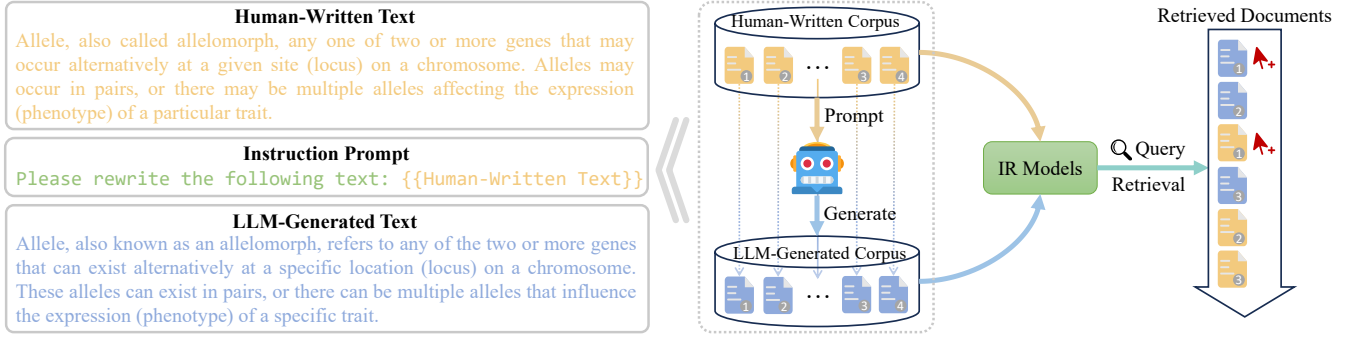 Human-Written Text
Allele, also called allelomorph, any one of two or more genes that may
occur alternatively at a given site (locus) on a chromosome. Alleles may
occur in pairs, or there may be multiple alleles affecting the expression
(phenotype) of a particular trait.
Instruction Prompt
Please rewrite the following text: {{Human-Written Text}}
LLM-Generated Text
Allele, also known as an allelomorph, refers to any of the two or more genes
that can exist alternatively at a specific location (locus) on a chromosome.
These alleles can exist in pairs, or there can be multiple alleles that influence
the expression (phenotype) of a specific trait.
Human-Written Corpus
1 2 ... 3 4
Prompt
Generate
LLM-Generated Corpus
1 2 ... 3 4
IR Models
Query
Retrieval
Retrieved Documents
1
2
1
3
2
3